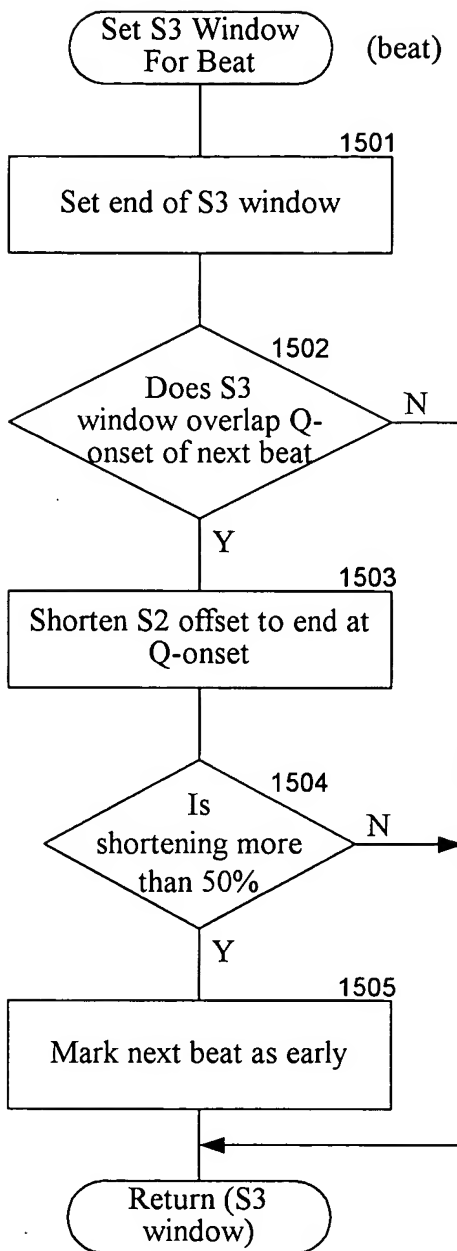 Set S3 Window
For Beat
(beat)
1501
Set end of S3 window
1502
Does S3
window overlap Q-
onset of next beat
N
Y
1503
Shorten S2 offset to end at
Q-onset
1504
Is
shortening more
than 50%
N
Y
1505
Mark next beat as early
Return (S3
window)